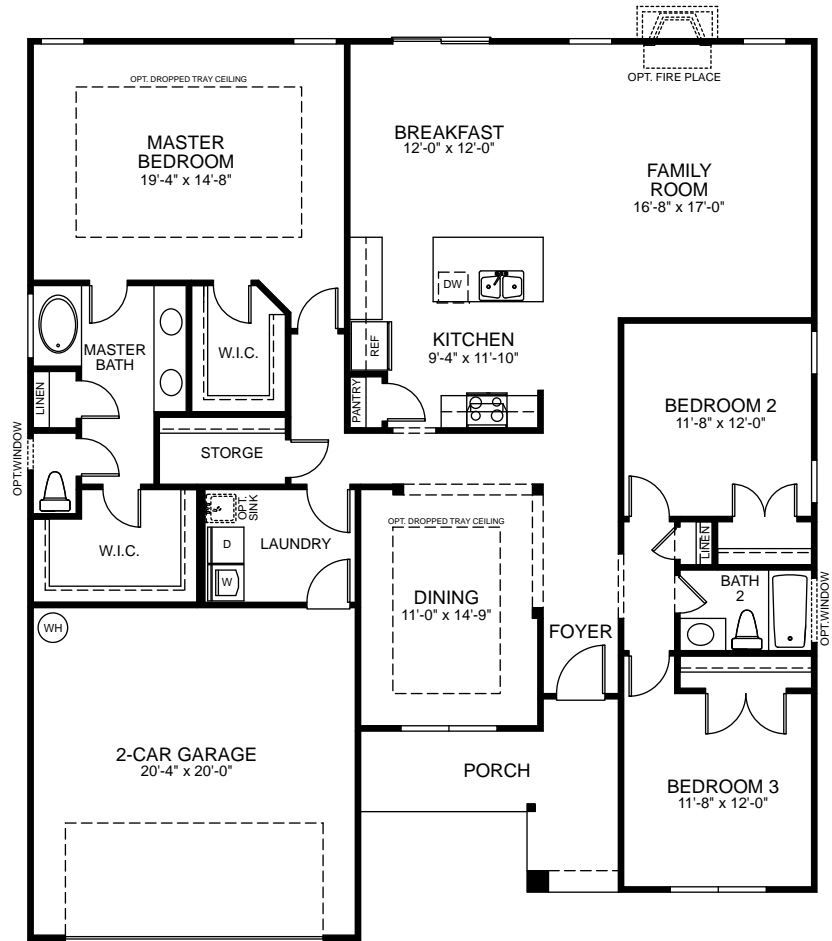 OPT. DROPPED TRAY CEILING
MASTER
BEDROOM
19'-4" x 14'-8"
BREAKFAST
12'-0" x 12'-0"
OPT. FIRE PLACE
FAMILY
ROOM
16'-8" x 17'-0"
DW
KITCHEN
9'-4" x 11'-10"
REF
PANTRY
MASTER
BATH
W.I.C.
LINEN
OPT.WINDOW
STORGE
W.I.C.
OPT.
SINK
D
W
LAUNDRY
OPT. DROPPED TRAY CEILING
DINING
11'-0" x 14'-9"
FOYER
BEDROOM 2
11'-8" x 12'-0"
LINEN
BATH
2
OPT.WINDOW
WH
2-CAR GARAGE
20'-4" x 20'-0"
PORCH
BEDROOM 3
11'-8" x 12'-0"